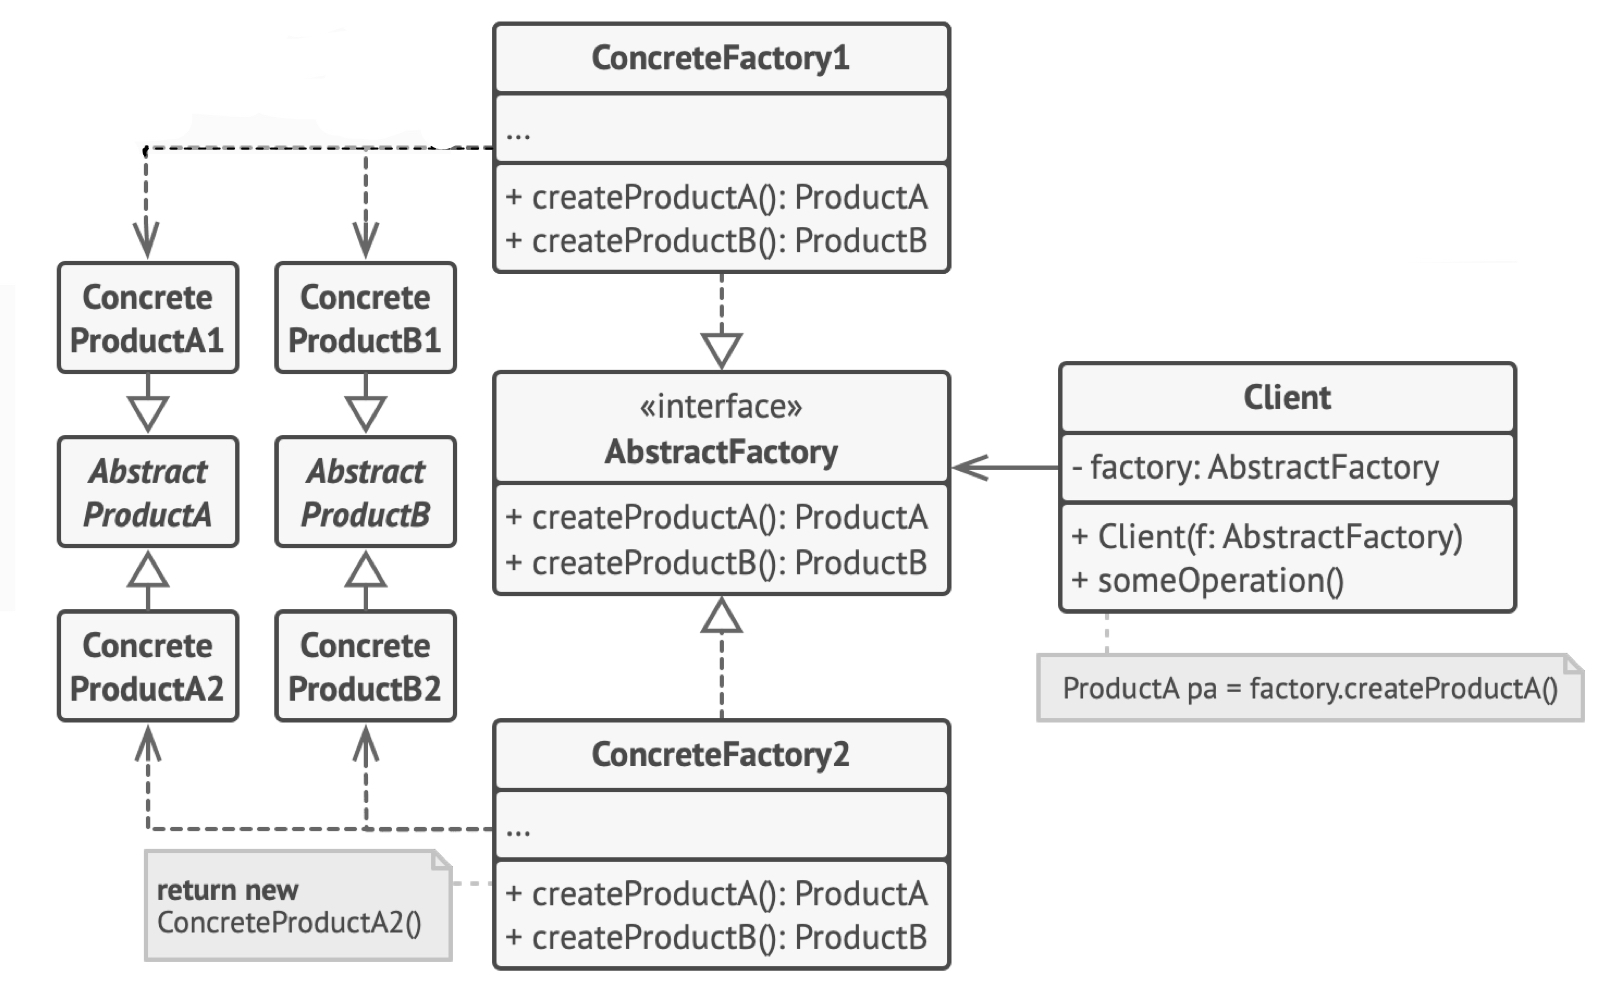 ConcreteFactory1
...
+ createProductA(): ProductA
+ createProductB(): ProductB
Concrete
ProductA1
Concrete
ProductB1
Abstract
ProductA
Abstract
ProductB
Concrete
ProductA2
Concrete
ProductB2
«interface»
AbstractFactory
+ createProductA(): ProductA
+ createProductB(): ProductB
Client
- factory: AbstractFactory
+ Client(f: AbstractFactory)
+ someOperation()
ProductA pa = factory.createProductA()
ConcreteFactory2
...
+ createProductA(): ProductA
+ createProductB(): ProductB
return new
ConcreteProductA2()